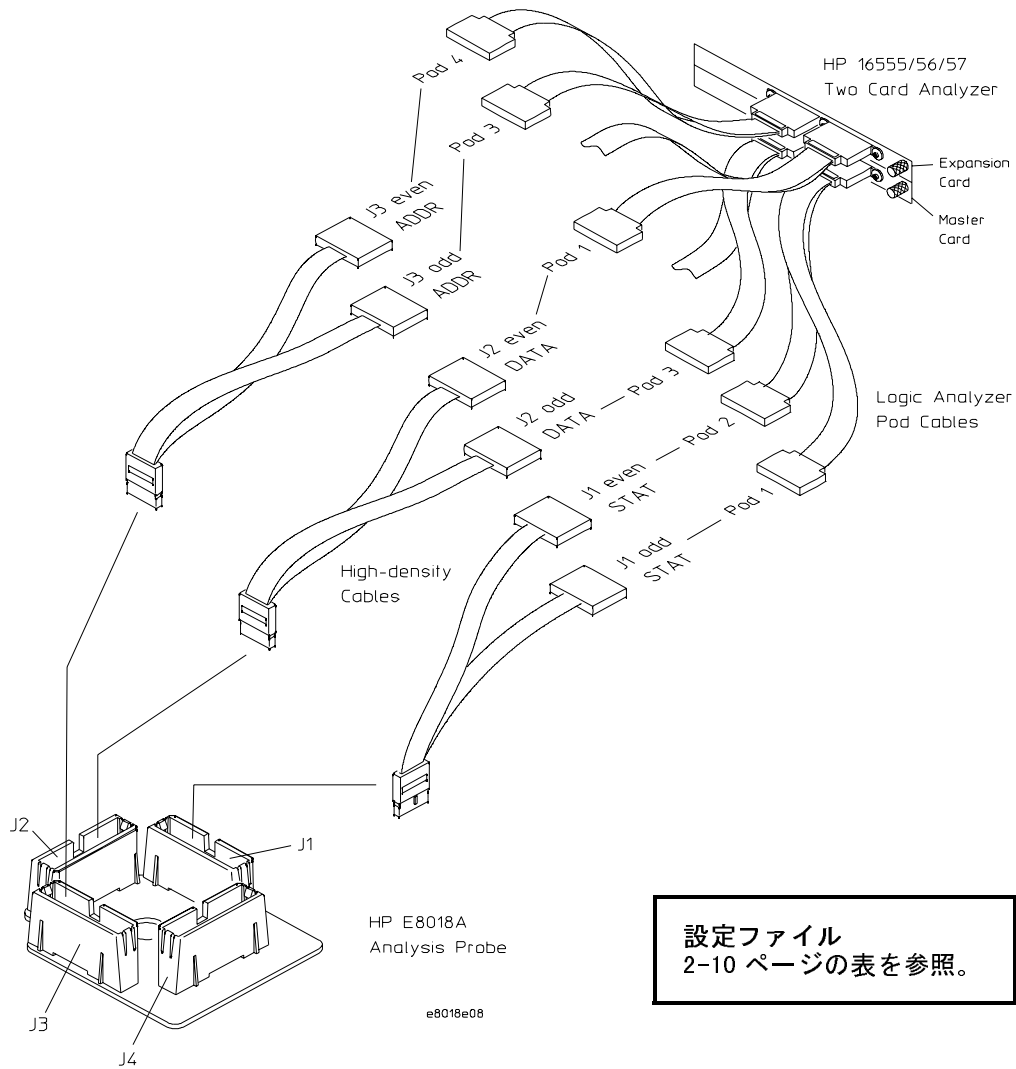 HP 16555/56/57
Two Card Analyzer
Expansion
Card
Master
Card
Pod 4
Pod 3
J3 even
ADDR
J3 odd
ADDR
Pod 1
J2 even
DATA
J2 odd
DATA
Pod 3
J1 even
STAT
Pod 2
J1 odd
STAT
Pod 1
Logic Analyzer
Pod Cables
High-density
Cables
J2
J1
J3
J4
HP E8018A
Analysis Probe
e8018e08
設定ファイル
2-10 ページの表を参照。